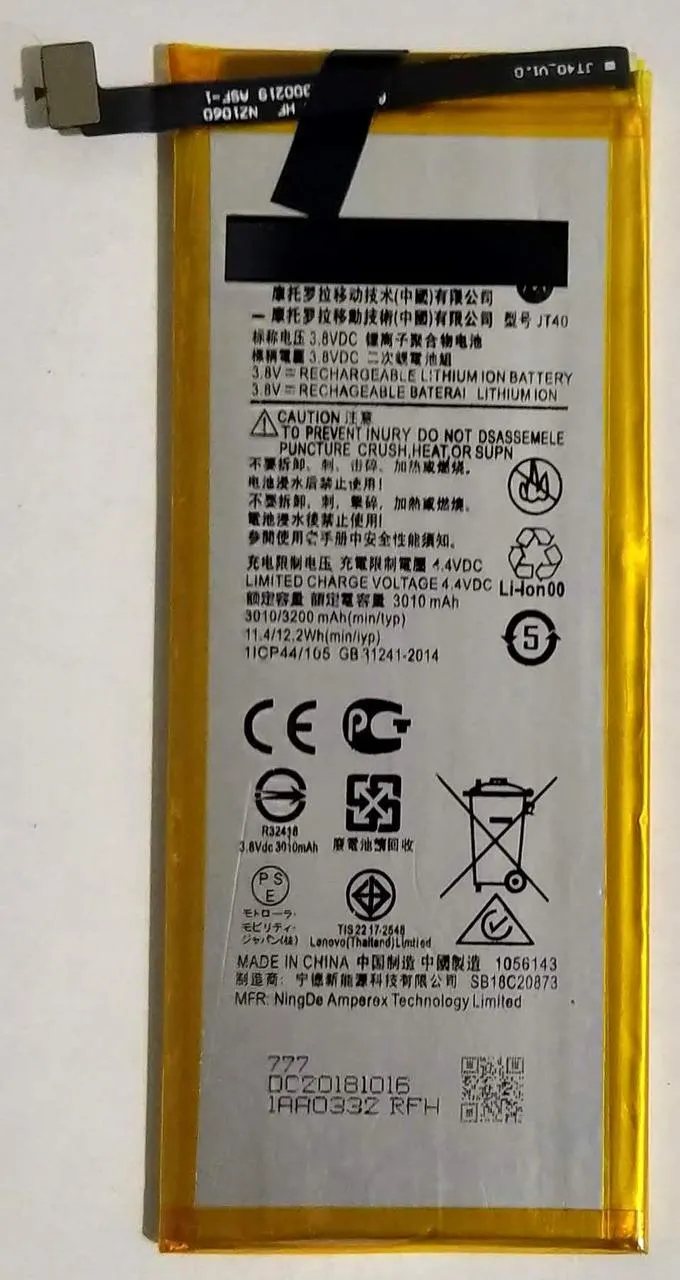 JT40_V1.0
300219 ASF-1
NZ1060 HF
摩托罗拉移动技术(中國)有限公司
摩托罗拉移動技術(中國)有限公司 型号 JT40
标称电压 3.8VDC 锂离子聚合物电池
標稱電壓 3.8VDC 二次鋰電池組
3.8V = RECHARGEABLE LITHIUM ION BATTERY
3.8V = RECHAGEABLE BATERAI LITHIUM ION
CAUTION 注意
TO PREVENT INURY DO NOT DSASSEMELE
PUNCTURE CRUSH,HEAT,OR SUPN
不要拆卸, 刺, 击碎, 加热或燃烧。
电池浸水后禁止使用!
不要拆卸, 刺, 擊碎, 加热或燃燒。
電池浸水後禁止使用!
參閱使用手册中安全性能须知。
充电限制电压 充電限制電壓 4.4VDC
LIMITED CHARGE VOLTAGE 4.4VDC
Li-Ion00
额定容量 額定電容量 3010 mAh
3010/3200 mAh(min/typ)
11.4/12.2Wh(min/iyp)
1ICP44/105 GB 31241-2014
5
CE
R32418
3.8Vdc 3010mAh
廢電池請回收
PS
E
モトローラ・
モビリティ・
ジャパン(株)
TIS 2217-2548
Lenovo(Thailand)Limited
MADE IN CHINA 中国制造 中國製造 1056143
制造商: 宁德新能源科技有限公司 SB18C20873
MFR: NingDe Amperex Technology Limited
777
DC20181016
1AA0332 RFH